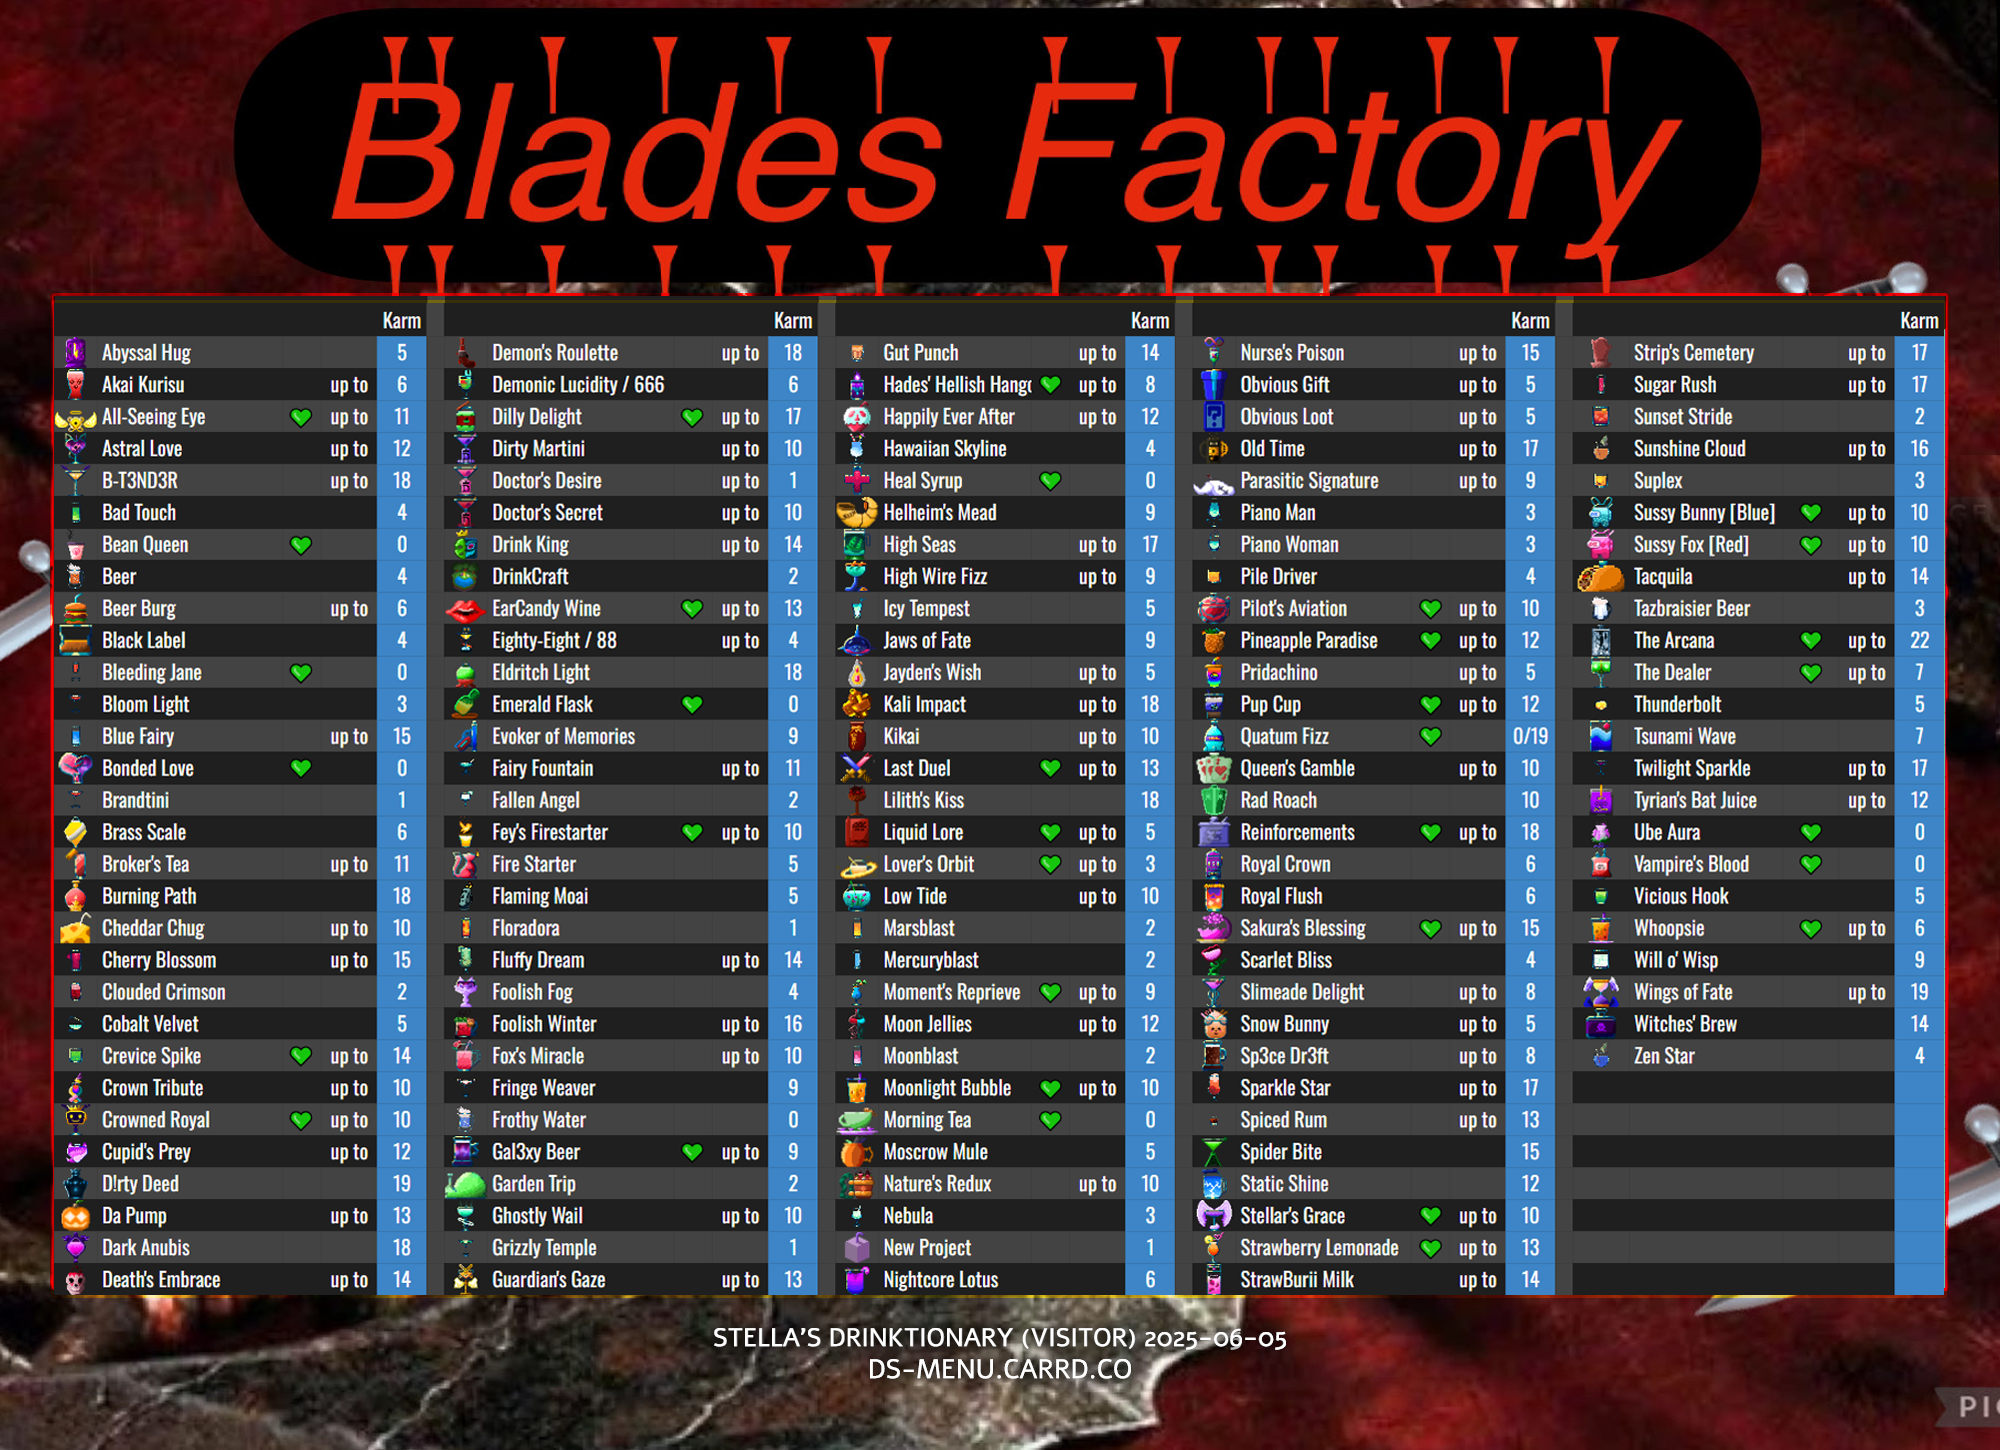 Blades Factory
Karm
Abyssal Hug 5
Akai Kurisu up to 6
All-Seeing Eye up to 11
Astral Love up to 12
B-T3ND3R up to 18
Bad Touch 4
Bean Queen 0
Beer 4
Beer Burg up to 6
Black Label 4
Bleeding Jane 0
Bloom Light 3
Blue Fairy up to 15
Bonded Love 0
Brandtini 1
Brass Scale 6
Broker's Tea up to 11
Burning Path 18
Cheddar Chug up to 10
Cherry Blossom up to 15
Clouded Crimson 2
Cobalt Velvet 5
Crevice Spike up to 14
Crown Tribute up to 10
Crowned Royal up to 10
Cupid's Prey up to 12
D!rty Deed 19
Da Pump up to 13
Dark Anubis 18
Death's Embrace up to 14
Karm
Demon's Roulette up to 18
Demonic Lucidity / 666 6
Dilly Delight up to 17
Dirty Martini up to 10
Doctor's Desire up to 1
Doctor's Secret up to 10
Drink King up to 14
DrinkCraft 2
EarCandy Wine up to 13
Eighty-Eight / 88 up to 4
Eldritch Light 18
Emerald Flask 0
Evoker of Memories 9
Fairy Fountain up to 11
Fallen Angel 2
Fey's Firestarter up to 10
Fire Starter 5
Flaming Moai 5
Floradora 1
Fluffy Dream up to 14
Foolish Fog 4
Foolish Winter up to 16
Fox's Miracle up to 10
Fringe Weaver 9
Frothy Water 0
Gal3xy Beer up to 9
Garden Trip 2
Ghostly Wail up to 10
Grizzly Temple 1
Guardian's Gaze up to 13
Karm
Gut Punch up to 14
Hades' Hellish Hang up to 8
Happily Ever After up to 12
Hawaiian Skyline 4
Heal Syrup 0
Helheim's Mead 9
High Seas up to 17
High Wire Fizz up to 9
Icy Tempest 5
Jaws of Fate 9
Jayden's Wish up to 5
Kali Impact up to 18
Kikai up to 10
Last Duel up to 13
Lilith's Kiss 18
Liquid Lore up to 5
Lover's Orbit up to 3
Low Tide up to 10
Marsblast 2
Mercuryblast 2
Moment's Reprieve up to 9
Moon Jellies up to 12
Moonblast 2
Moonlight Bubble up to 10
Morning Tea 0
Moscrow Mule 5
Nature's Redux up to 10
Nebula 3
New Project 1
Nightcore Lotus 6
Karm
Nurse's Poison up to 15
Obvious Gift up to 5
Obvious Loot up to 5
Old Time up to 17
Parasitic Signature up to 9
Piano Man 3
Piano Woman 3
Pile Driver 4
Pilot's Aviation up to 10
Pineapple Paradise up to 12
Pridachino up to 5
Pup Cup up to 12
Quatum Fizz 0/19
Queen's Gamble up to 10
Rad Roach 10
Reinforcements up to 18
Royal Crown 6
Royal Flush 6
Sakura's Blessing up to 15
Scarlet Bliss 4
Slimeade Delight up to 8
Snow Bunny up to 5
Sp3ce Dr3ft up to 8
Sparkle Star up to 17
Spiced Rum up to 13
Spider Bite 15
Static Shine 12
Stellar's Grace up to 10
Strawberry Lemonade up to 13
StrawBurii Milk up to 14
Karm
Strip's Cemetery up to 17
Sugar Rush up to 17
Sunset Stride 2
Sunshine Cloud up to 16
Suplex 3
Sussy Bunny [Blue] up to 10
Sussy Fox [Red] up to 10
Tacquila up to 14
Tazbraisier Beer 3
The Arcana up to 22
The Dealer up to 7
Thunderbolt 5
Tsunami Wave 7
Twilight Sparkle up to 17
Tyrian's Bat Juice up to 12
Ube Aura 0
Vampire's Blood 0
Vicious Hook 5
Whoopsie up to 6
Will o' Wisp 9
Wings of Fate up to 19
Witches' Brew 14
Zen Star 4
STELLA'S DRINKTIONARY (VISITOR) 2025-06-05
DS-MENU.CARRD.CO